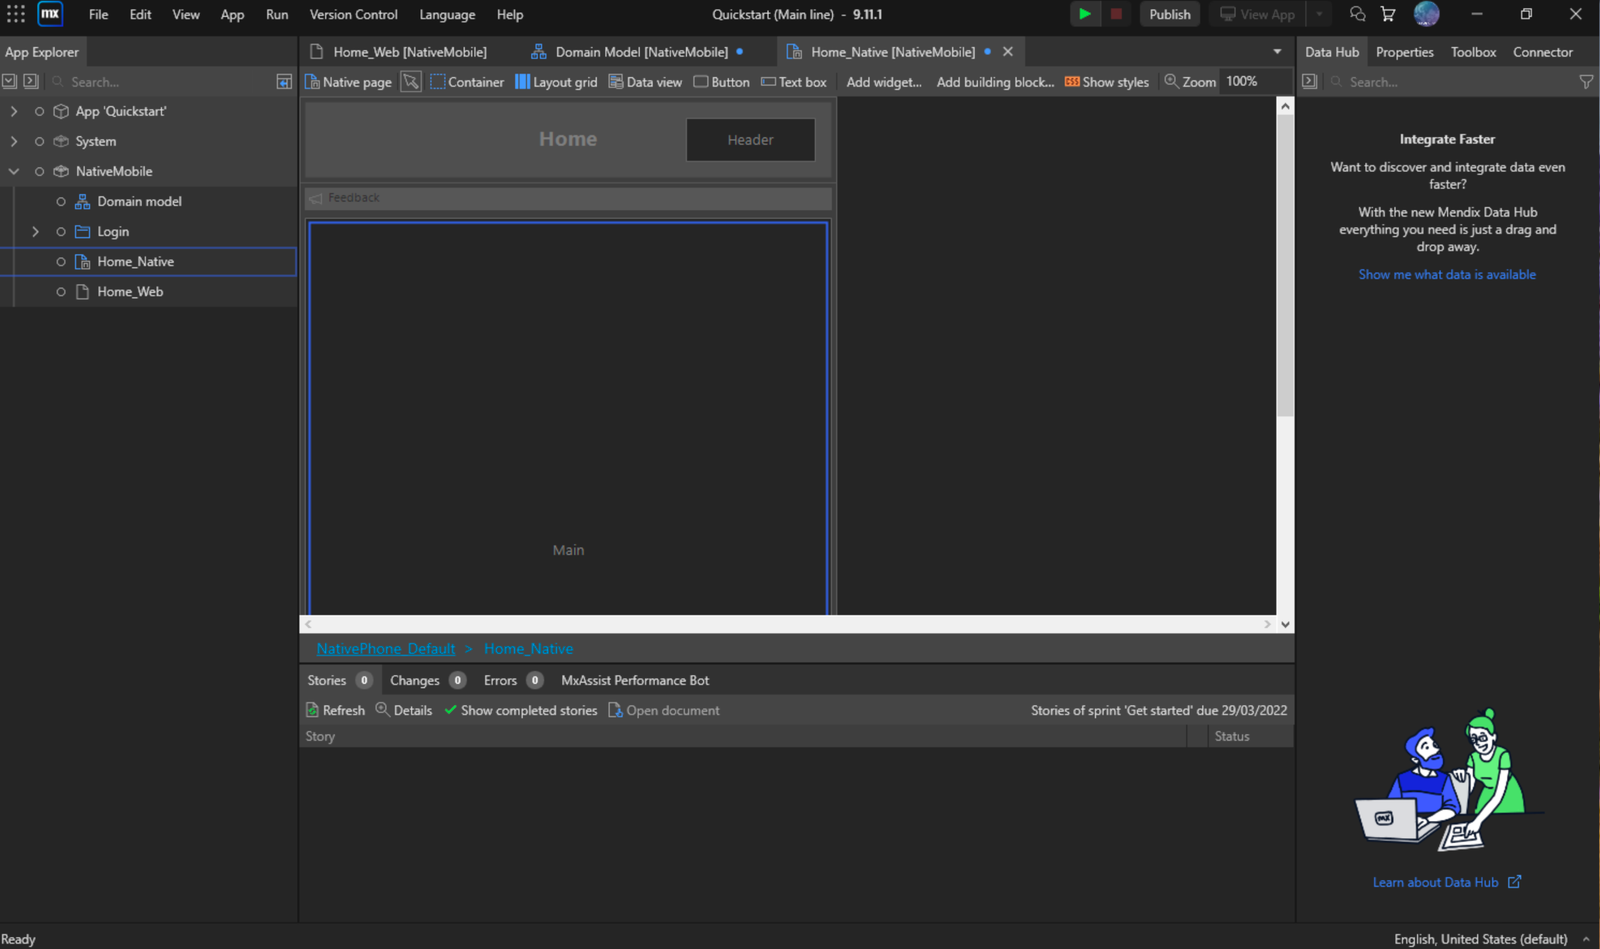 mx File Edit View App Run Version Control Language Help Quickstart (Main line) - 9.11.1 Publish View App
App Explorer
Search...
App 'Quickstart'
System
NativeMobile
Domain model
Login
Home_Native
Home_Web
Home_Web [NativeMobile] Domain Model [NativeMobile] Home_Native [NativeMobile]
Native page Container Layout grid Data view Button Text box Add widget... Add building block... CSS Show styles Zoom 100%
Home Header
Feedback
Main
NativePhone_Default > Home_Native
Stories 0 Changes 0 Errors 0 MxAssist Performance Bot
Refresh Details Show completed stories Open document Stories of sprint 'Get started' due 29/03/2022
Story Status
Data Hub Properties Toolbox Connector
Search...
Integrate Faster
Want to discover and integrate data even
faster?
With the new Mendix Data Hub
everything you need is just a drag and
drop away.
Show me what data is available
mx
Learn about Data Hub
Ready English, United States (default)